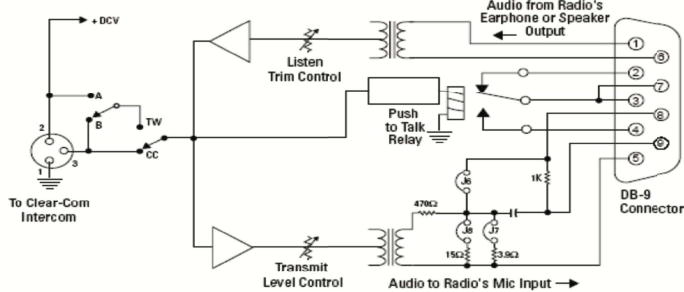 Audio from Radio's
Earphone or Speaker
Output
+ DCV
1
6
2
7
3
8
4
9
5
DB-9
Connector
Listen
Trim Control
A
B
TW
CC
2
3
1
To Clear-Com
Intercom
Push
to Talk
Relay
J6
1K
470Ω
J8
J7
15Ω
3.9Ω
Transmit
Level Control
Audio to Radio's Mic Input